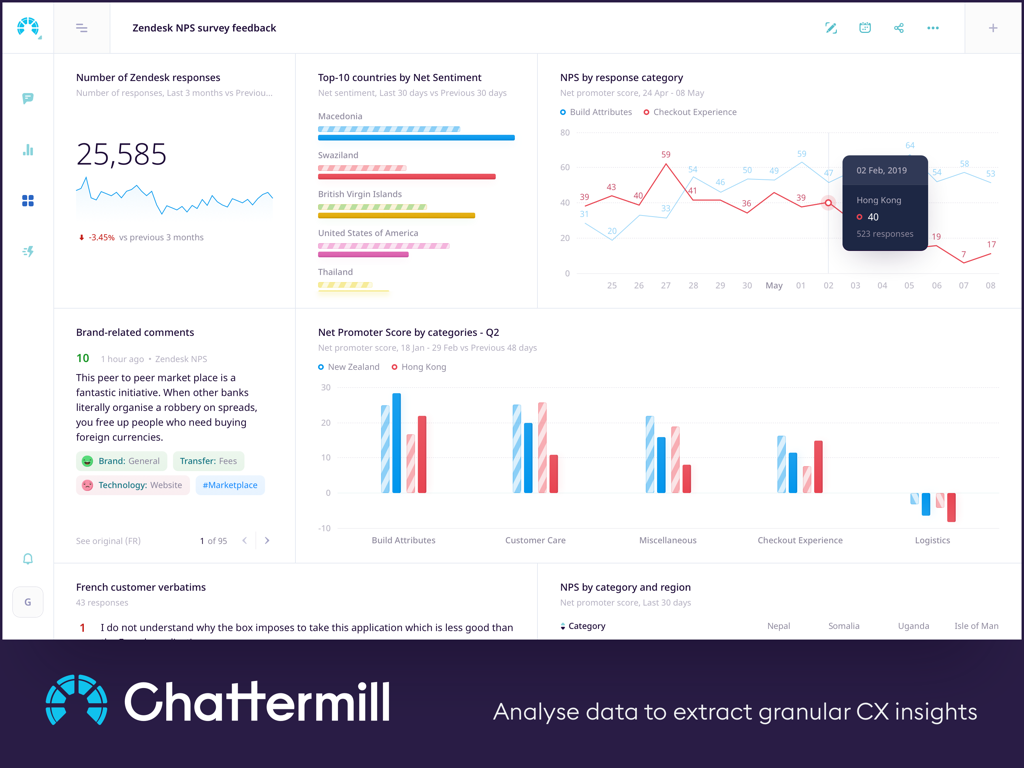 Zendesk NPS survey feedback
Number of Zendesk responses
Number of responses, Last 3 months vs Previou...
25,585
-3.45% vs previous 3 months
Top-10 countries by Net Sentiment
Net sentiment, Last 30 days vs Previous 30 days
Macedonia
Swaziland
British Virgin Islands
United States of America
Thailand
NPS by response category
Net promoter score, 24 Apr - 08 May
Build Attributes Checkout Experience
80
60
40
20
0
39
43
40
59
41
36
39
19
7
17
31
20
33
54
46
50
49
59
47
64
54
58
53
02 Feb, 2019
Hong Kong
40
523 responses
25 26 27 28 29 30 May 01 02 03 04 05 06 07 08
Brand-related comments
10 1 hour ago • Zendesk NPS
This peer to peer market place is a
fantastic initiative. When other banks
literally organise a robbery on spreads,
you free up people who need buying
foreign currencies.
Brand: General Transfer: Fees
Technology: Website #Marketplace
See original (FR) 1 of 95
Net Promoter Score by categories - Q2
Net promoter score, 18 Jan - 29 Feb vs Previous 48 days
New Zealand Hong Kong
30
20
10
0
-10
Build Attributes Customer Care Miscellaneous Checkout Experience Logistics
G
French customer verbatims
43 responses
1 I do not understand why the box imposes to take this application which is less good than
NPS by category and region
Net promoter score, Last 30 days
Category Nepal Somalia Uganda Isle of Man
Chattermill
Analyse data to extract granular CX insights